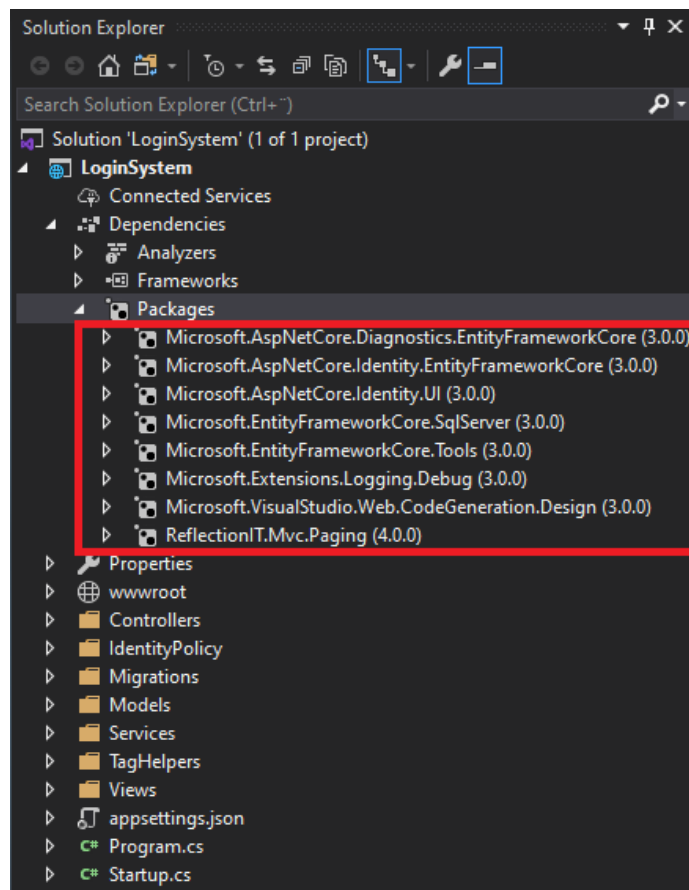 Solution Explorer
Search Solution Explorer (Ctrl+¨)
Solution 'LoginSystem' (1 of 1 project)
LoginSystem
Connected Services
Dependencies
Analyzers
Frameworks
Packages
Microsoft.AspNetCore.Diagnostics.EntityFrameworkCore (3.0.0)
Microsoft.AspNetCore.Identity.EntityFrameworkCore (3.0.0)
Microsoft.AspNetCore.Identity.UI (3.0.0)
Microsoft.EntityFrameworkCore.SqlServer (3.0.0)
Microsoft.EntityFrameworkCore.Tools (3.0.0)
Microsoft.Extensions.Logging.Debug (3.0.0)
Microsoft.VisualStudio.Web.CodeGeneration.Design (3.0.0)
ReflectionIT.Mvc.Paging (4.0.0)
Properties
wwwroot
Controllers
IdentityPolicy
Migrations
Models
Services
TagHelpers
Views
appsettings.json
C# Program.cs
C# Startup.cs